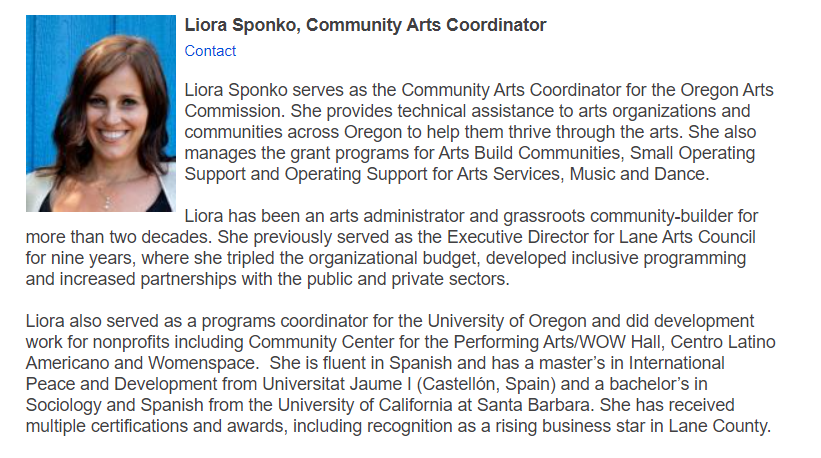 Liora Sponko, Community Arts Coordinator
Contact
Liora Sponko serves as the Community Arts Coordinator for the Oregon Arts
Commission. She provides technical assistance to arts organizations and
communities across Oregon to help them thrive through the arts. She also
manages the grant programs for Arts Build Communities, Small Operating
Support and Operating Support for Arts Services, Music and Dance.
Liora has been an arts administrator and grassroots community-builder for
more than two decades. She previously served as the Executive Director for Lane Arts Council
for nine years, where she tripled the organizational budget, developed inclusive programming
and increased partnerships with the public and private sectors.
Liora also served as a programs coordinator for the University of Oregon and did development
work for nonprofits including Community Center for the Performing Arts/WOW Hall, Centro Latino
Americano and Womenspace.  She is fluent in Spanish and has a master’s in International
Peace and Development from Universitat Jaume I (Castellón, Spain) and a bachelor’s in
Sociology and Spanish from the University of California at Santa Barbara. She has received
multiple certifications and awards, including recognition as a rising business star in Lane County.